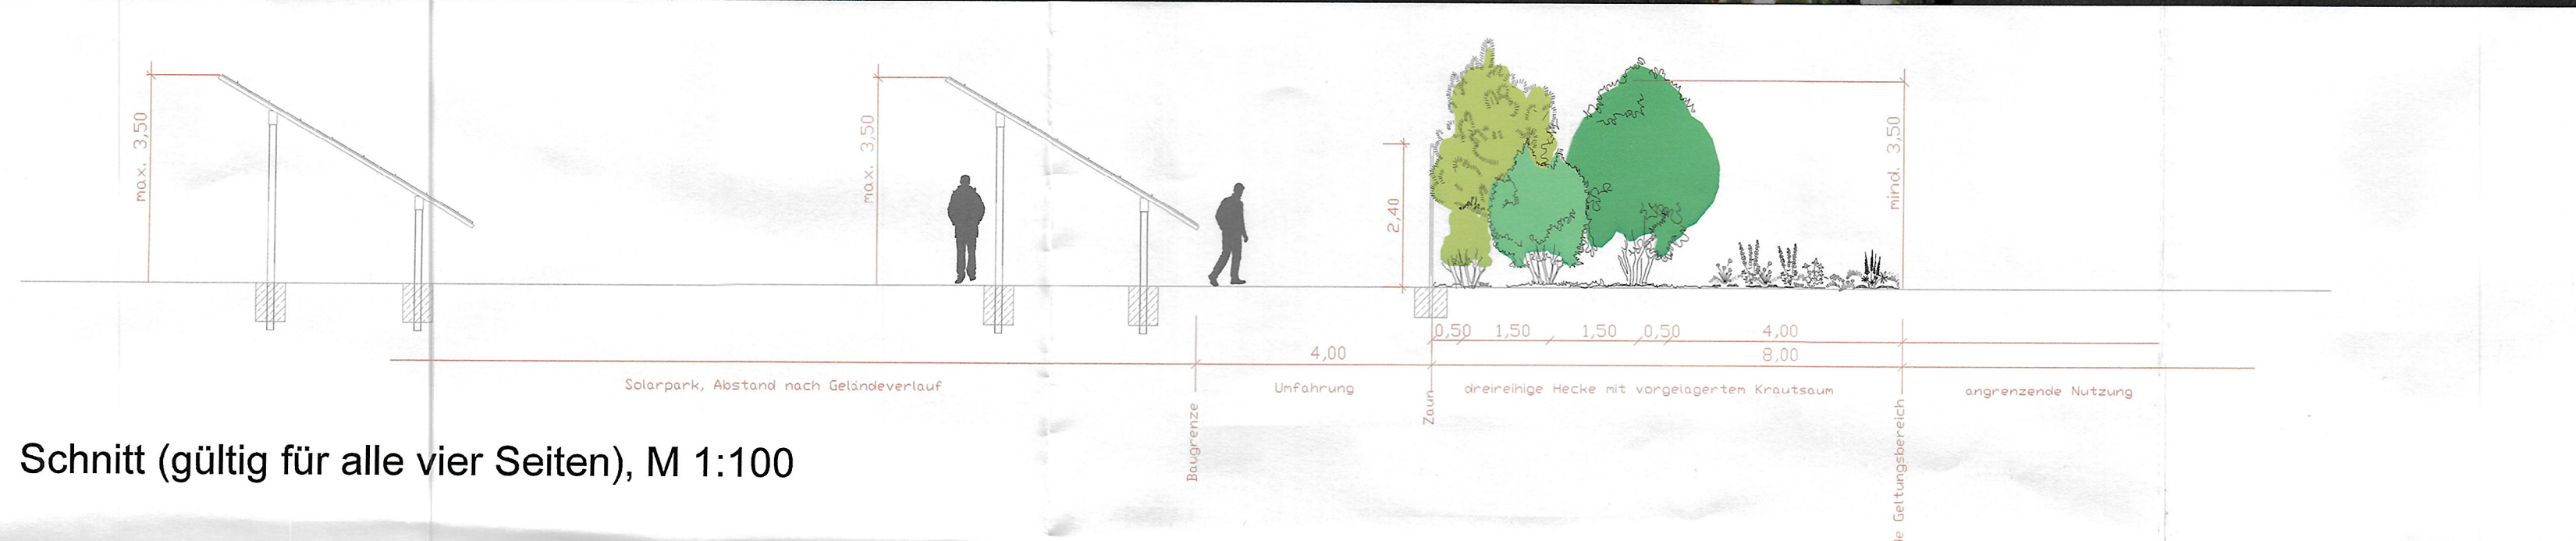 max. 3,50
max. 3,50
2,40
mind. 3,50
0,50 1,50 1,50 0,50 4,00
4,00 8,00
Solarpark, Abstand nach Geländeverlauf
Umfahrung
dreireihige Hecke mit vorgelagertem Krautsaum
angrenzende Nutzung
Baugrenze
Zaun
Geltungsbereich
Schnitt (gültig für alle vier Seiten), M 1:100